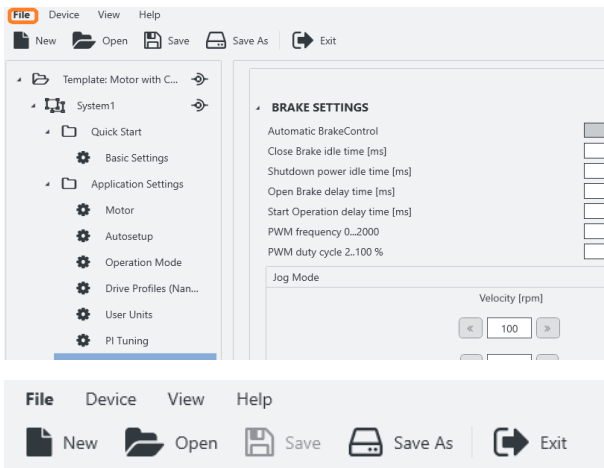 File Device View Help
New Open Save Save As Exit
Template: Motor with C...
System1
Quick Start
Basic Settings
Application Settings
Motor
Autosetup
Operation Mode
Drive Profiles (Nan...
User Units
PI Tuning
BRAKE SETTINGS
Automatic BrakeControl
Close Brake idle time [ms]
Shutdown power idle time [ms]
Open Brake delay time [ms]
Start Operation delay time [ms]
PWM frequency 0...2000
PWM duty cycle 2..100 %
Jog Mode
Velocity [rpm]
« 100 »
File Device View Help
New Open Save Save As Exit